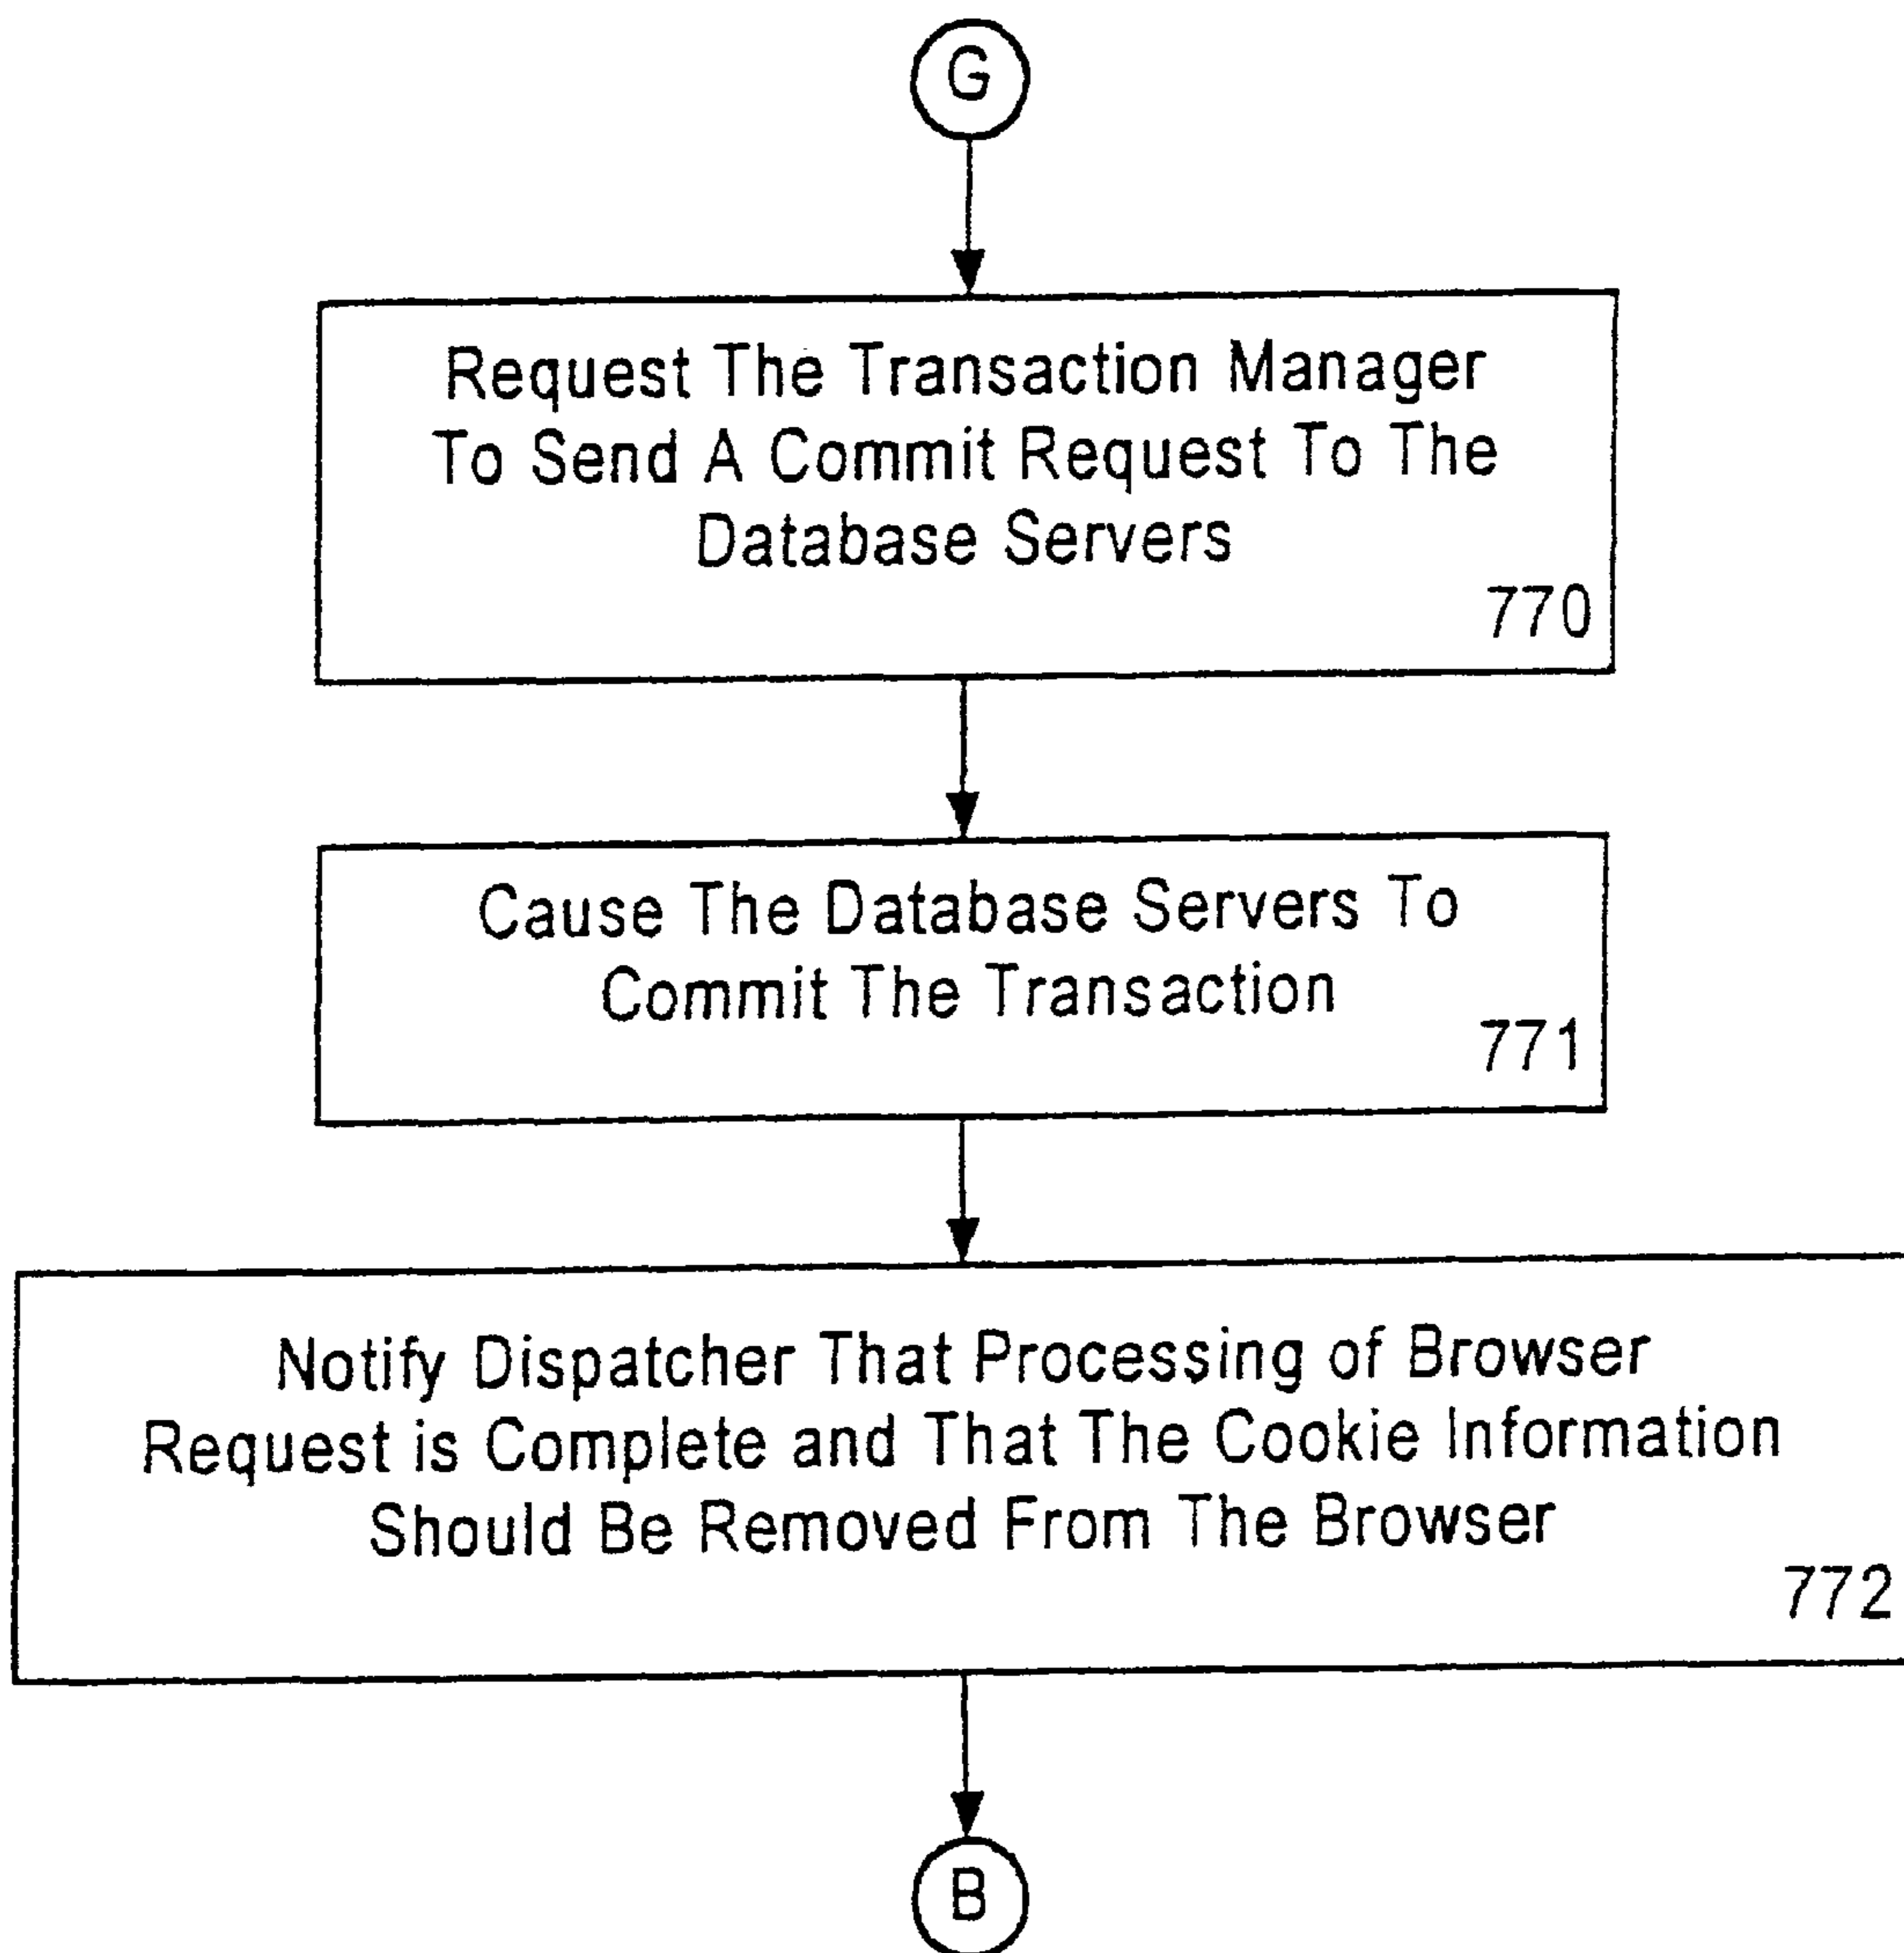 G
Request The Transaction Manager
To Send A Commit Request To The
Database Servers
770
Cause The Database Servers To
Commit The Transaction
771
Notify Dispatcher That Processing of Browser
Request is Complete and That The Cookie Information
Should Be Removed From The Browser
772
B